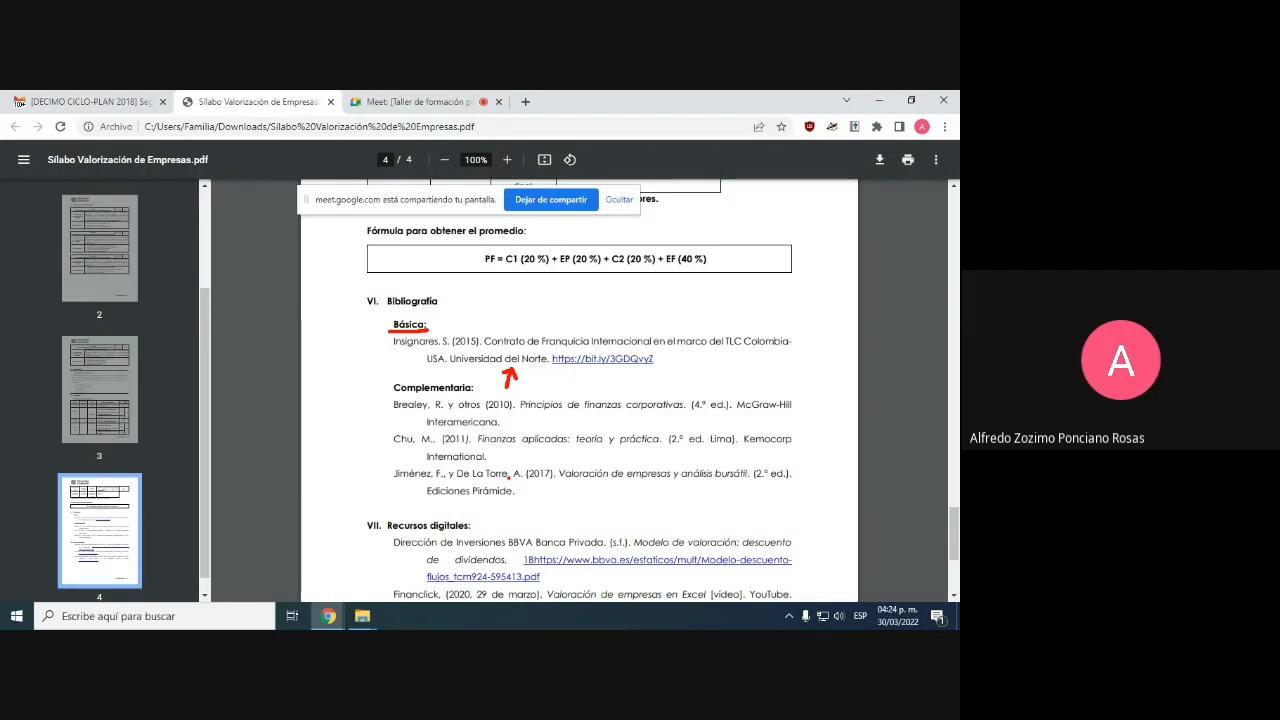 [DECIMO CICLO-PLAN 2018] Seg
Sílabo Valorización de Empresas.
Meet: [Taller de formación p
Archivo
C:/Users/Familia/Downloads/Sílabo%20Valorización%20de%20Empresas.pdf
A
Sílabo Valorización de Empresas.pdf
4 / 4
100%
meet.google.com está compartiendo tu pantalla.
Dejar de compartir
Ocultar
res.
Fórmula para obtener el promedio:
PF = C1 (20 %) + EP (20 %) + C2 (20 %) + EF (40 %)
VI. Bibliografía
Básica:
Insignares, S. (2015). Contrato de Franquicia Internacional en el marco del TLC Colombia-
USA. Universidad del Norte. https://bit.ly/3GDQvyZ
Complementaria:
Brealey, R. y otros (2010). Principios de finanzas corporativas. (4.ª ed.). McGraw-Hill
Interamericana.
Chu, M., (2011). Finanzas aplicadas: teoría y práctica. (2.ª ed. Lima). Kemocorp
International.
Jiménez, F., y De La Torre, A. (2017). Valoración de empresas y análisis bursátil. (2.ª ed.).
Ediciones Pirámide.
VII. Recursos digitales:
Dirección de Inversiones BBVA Banca Privada. (s.f.). Modelo de valoración: descuento
de dividendos. 1Bhttps://www.bbva.es/estaticos/mult/Modelo-descuento-
flujos_tcm924-595413.pdf
Financlick, (2020, 29 de marzo). Valoración de empresas en Excel [video]. YouTube.
2
3
4
A
Alfredo Zozimo Ponciano Rosas
Escribe aquí para buscar
ESP
04:24 p. m.
30/03/2022
1